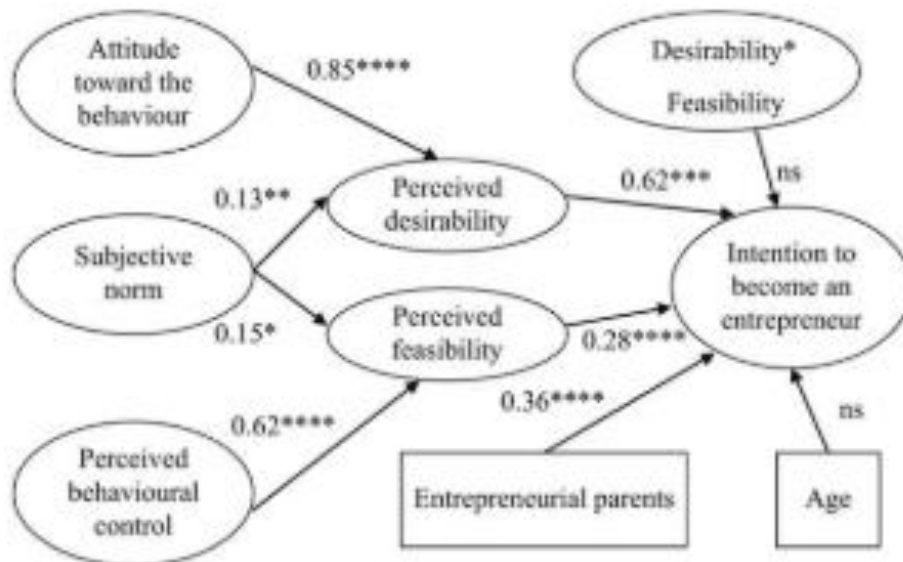 Attitude
toward the
behaviour
0.85****
Desirability*
Feasibility
ns
0.13**
Perceived
desirability
0.62***
Subjective
norm
Intention to
become an
entrepreneur
0.15*
Perceived
feasibility
0.28****
0.62****
0.36****
ns
Perceived
behavioural
control
Entrepreneurial parents
Age